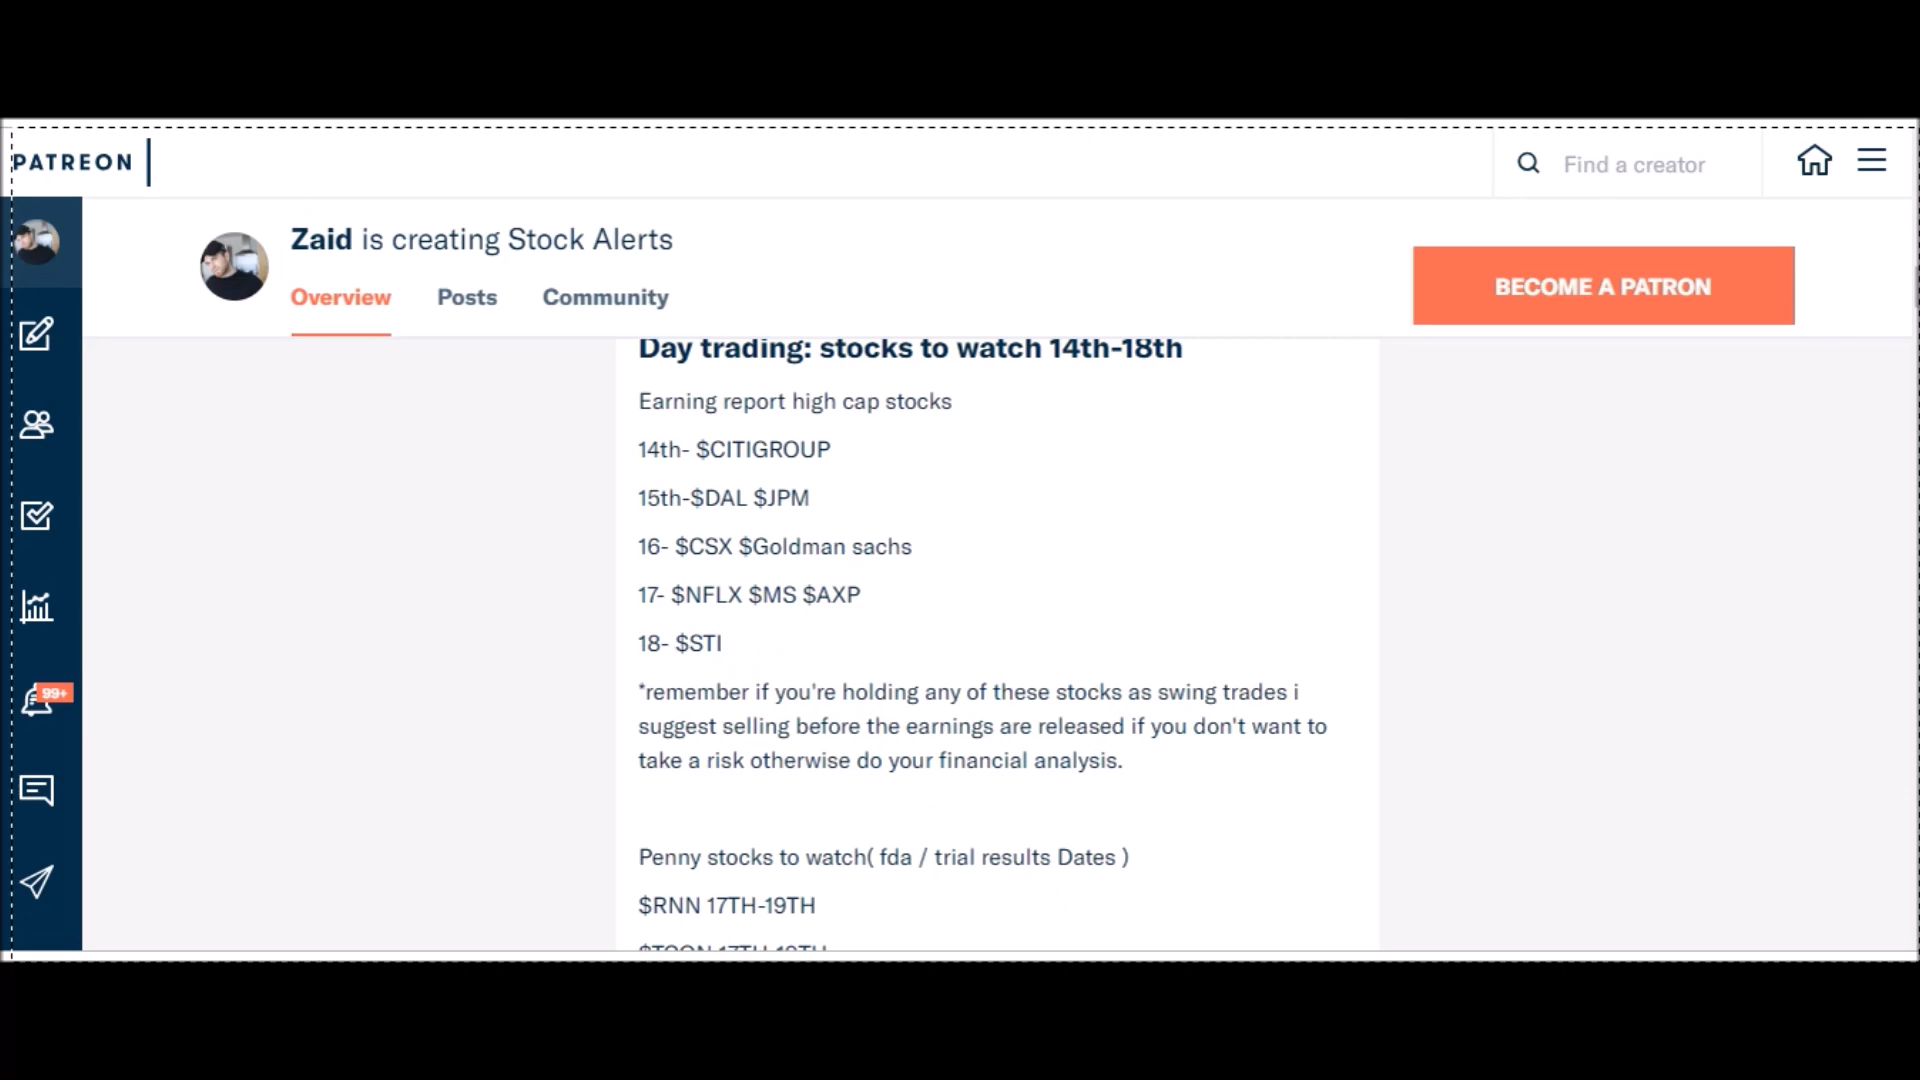 PATREON
Find a creator
Zaid is creating Stock Alerts
Overview Posts Community
BECOME A PATRON
Day trading: stocks to watch 14th-18th
Earning report high cap stocks
14th- $CITIGROUP
15th-$DAL $JPM
16- $CSX $Goldman sachs
17- $NFLX $MS $AXP
18- $STI
99+
*remember if you're holding any of these stocks as swing trades i
suggest selling before the earnings are released if you don't want to
take a risk otherwise do your financial analysis.
Penny stocks to watch( fda / trial results Dates )
$RNN 17TH-19TH